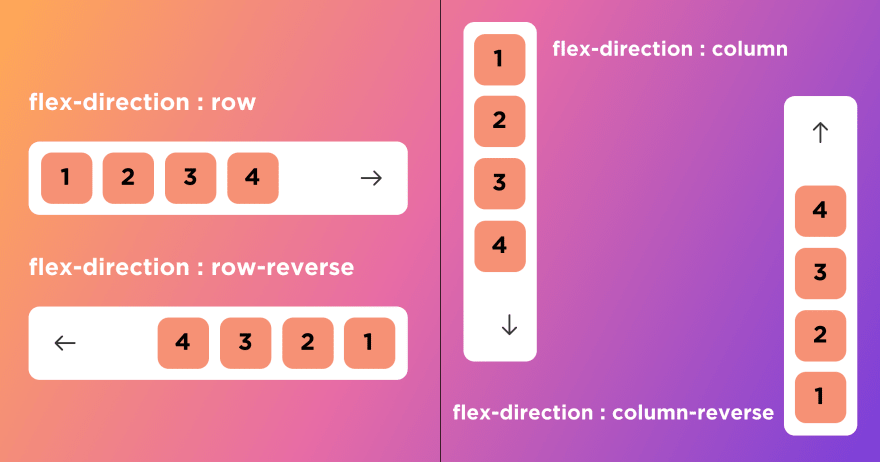 flex-direction : row
1 2 3 4 →
flex-direction : row-reverse
← 4 3 2 1
1
2
3
4
↓
flex-direction : column
↑
4
3
2
1
flex-direction : column-reverse